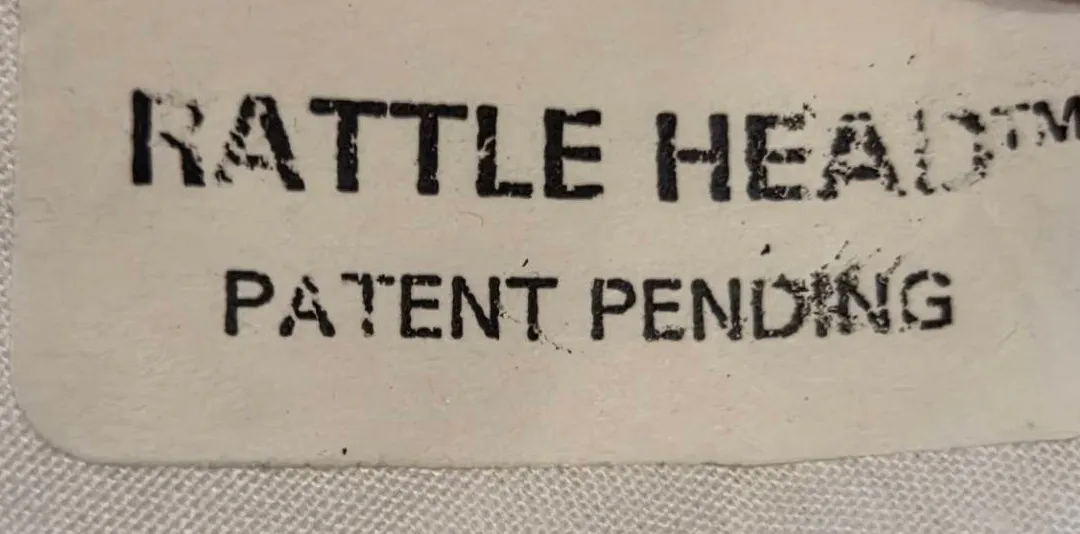 RATTLE HEAD™
PATENT PENDING